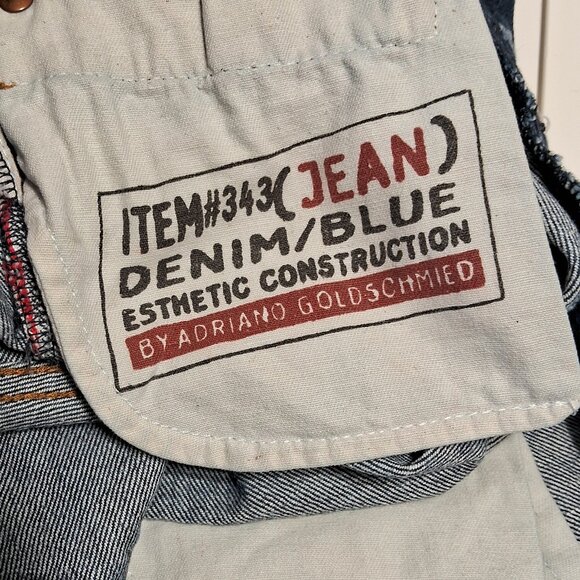 ITEM#343(JEAN)
DENIM/BLUE
ESTHETIC CONSTRUCTION
BY ADRIANO GOLDSCHMIED